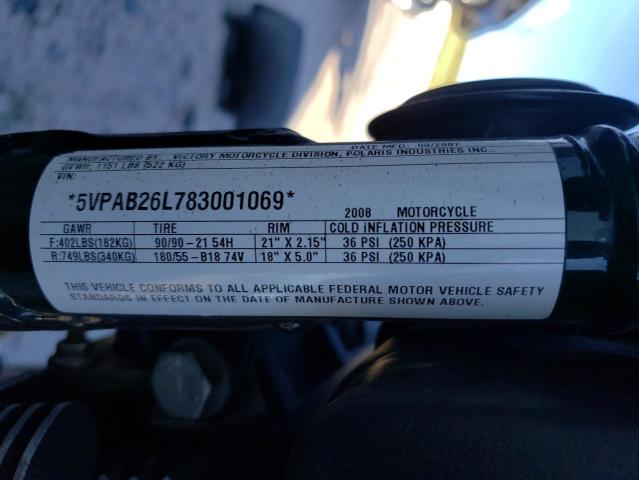 DATE MFD:
MANUFACTURED BY: VICTORY MOTORCYCLE DIVISION, POLARIS INDUSTRIES INC.
GVWR: 1151 LBS (522 KG)
VIN:
*5VPAB26L783001069*
2008 MOTORCYCLE
GAWR TIRE RIM COLD INFLATION PRESSURE
F:402LBS(182KG) 90/90 -21 54H 21" X 2.15" 36 PSI (250 KPA)
R:749LBS(340KG) 180/55 -B18 74V 18" X 5.0" 36 PSI (250 KPA)
THIS VEHICLE CONFORMS TO ALL APPLICABLE FEDERAL MOTOR VEHICLE SAFETY
STANDARDS IN EFFECT ON THE DATE OF MANUFACTURE SHOWN ABOVE.